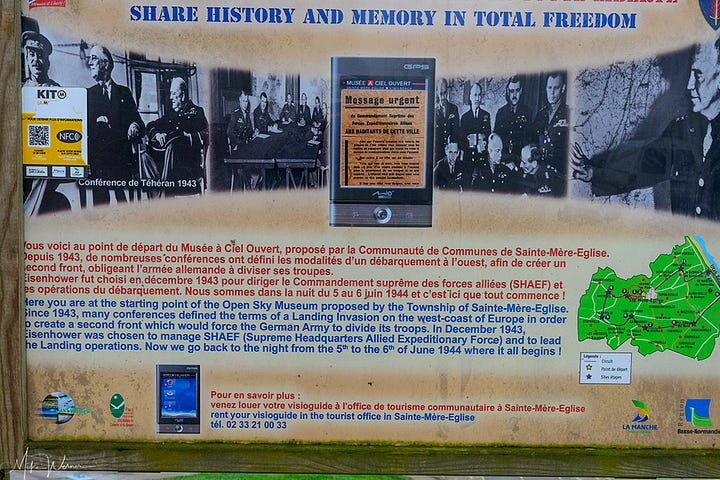 SHARE HISTORY AND MEMORY IN TOTAL FREEDOM
KIT
NFC
Conférence de Téhéran 1943
GPS
MUSÉE A CIEL OUVERT
Message urgent
du Commandement Suprême des
Forces Expéditionnaires Alliées
AUX HABITANTS DE CETTE VILLE
Mio
Vous voici au point de départ du Musée à Ciel Ouvert, proposé par la Communauté de Communes de Sainte-Mère-Eglise.
Depuis 1943, de nombreuses conférences ont défini les modalités d'un débarquement à l'ouest, afin de créer un
second front, obligeant l'armée allemande à diviser ses troupes.
Eisenhower fut choisi en décembre 1943 pour diriger le Commandement suprême des forces alliées (SHAEF) et
les opérations du débarquement. Nous sommes dans la nuit du 5 au 6 juin 1944 et c'est ici que tout commence !
Here you are at the starting point of the Open Sky Museum proposed by the Township of Sainte-Mère-Eglise.
Since 1943, many conferences defined the terms of a Landing Invasion on the west-coast of Europe in order
to create a second front which would force the German Army to divide its troops. In December 1943,
Eisenhower was chosen to manage SHAEF (Supreme Headquarters Allied Expeditionary Force) and to lead
the Landing operations. Now we go back to the night from the 5th to the 6th of June 1944 where it all begins !
Légende :
Circuit
Point de départ
Sites étapes
Pour en savoir plus :
venez louer votre visioguide à l'office de tourisme communautaire à Sainte-Mère-Eglise
rent your visioguide in the tourist office in Sainte-Mère-Eglise
tél. 02 33 21 00 33
LA MANCHE
Région
Basse-Normandie